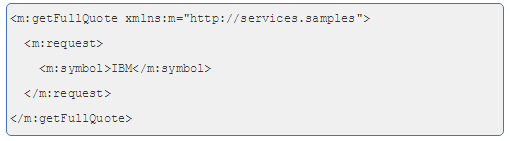 <m:getFullQuote xmlns:m="http://services.samples">
  <m:request>
    <m:symbol>IBM</m:symbol>
  </m:request>
</m:getFullQuote>